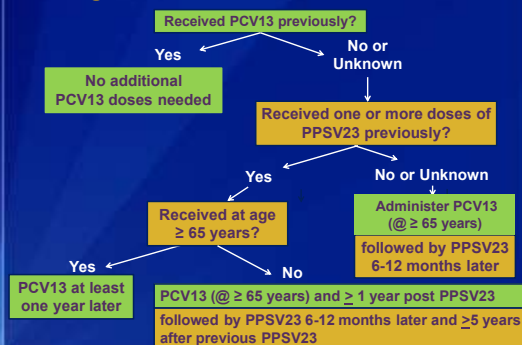 Received PCV13 previously?
Yes
No or
Unknown
No additional
PCV13 doses needed
Received one or more doses of
PPSV23 previously?
Yes
No or Unknown
Received at age
≥ 65 years?
Administer PCV13
(@ ≥ 65 years)
followed by PPSV23
6-12 months later
Yes
No
PCV13 at least
one year later
PCV13 (@ ≥ 65 years) and ≥ 1 year post PPSV23
followed by PPSV23 6-12 months later and ≥5 years
after previous PPSV23